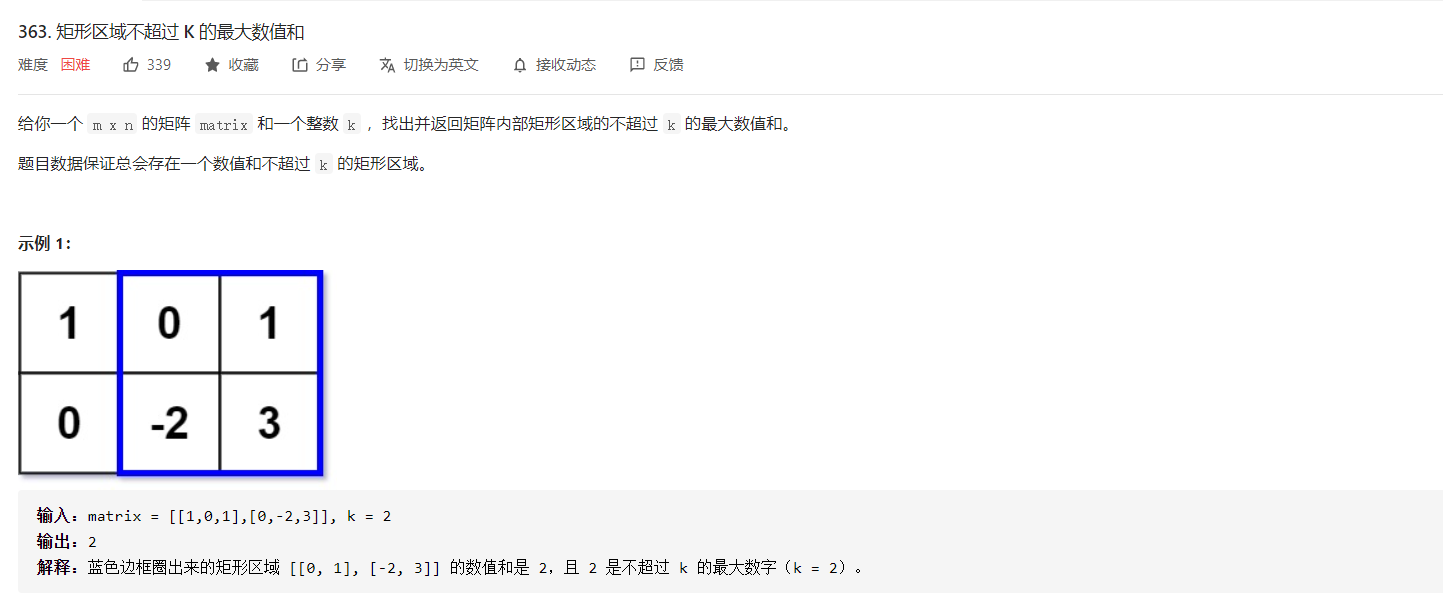 363. 矩形区域不超过 K 的最大数值和
难度 困难 339 收藏 分享 切换为英文 接收动态 反馈
给你一个 m x n 的矩阵 matrix 和一个整数 k ，找出并返回矩阵内部矩形区域的不超过 k 的最大数值和。
题目数据保证总会存在一个数值和不超过 k 的矩形区域。
示例 1：
1 0 1
0 -2 3
输入：matrix = [[1,0,1],[0,-2,3]], k = 2
输出：2
解释：蓝色边框圈出来的矩形区域 [[0, 1], [-2, 3]] 的数值和是 2，且 2 是不超过 k 的最大数字（k = 2）。